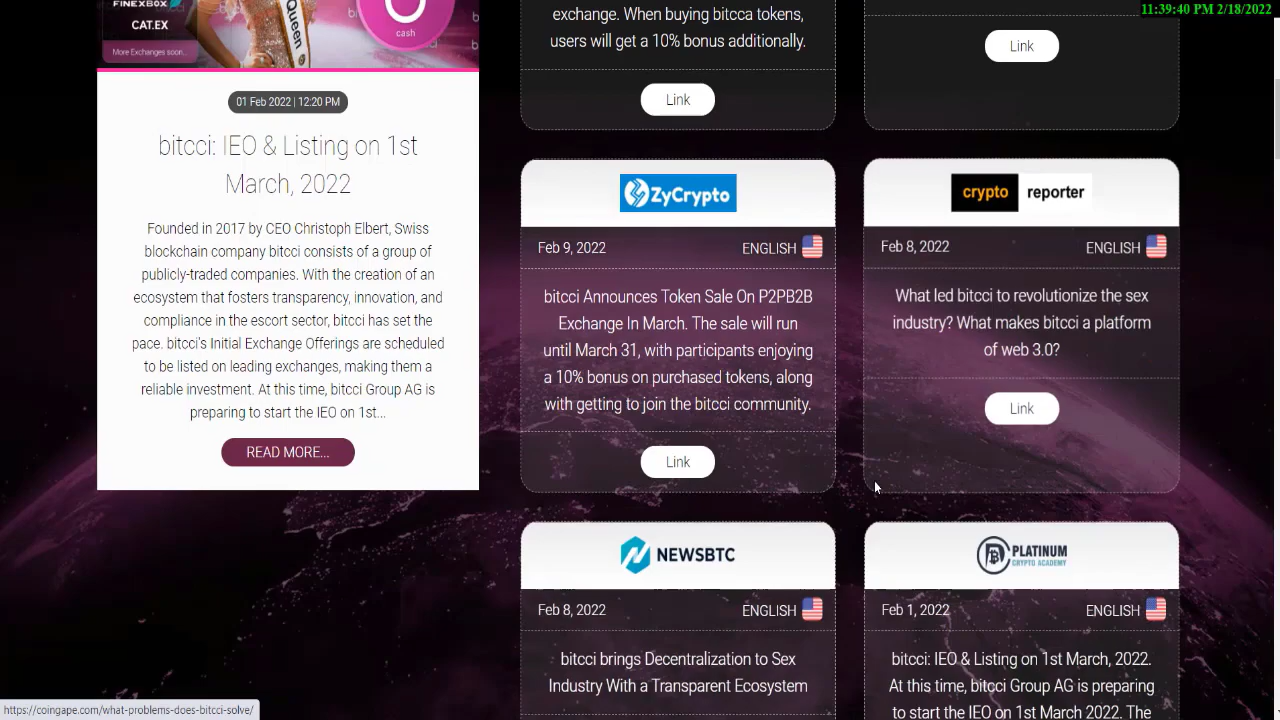 11:39:40 PM 2/18/2022
FINEXBOX
CAT.EX
More Exchanges soon...
Queen
cash
01 Feb 2022 | 12:20 PM
bitcci: IEO & Listing on 1st
March, 2022
Founded in 2017 by CEO Christoph Elbert, Swiss
blockchain company bitcci consists of a group of
publicly-traded companies. With the creation of an
ecosystem that fosters transparency, innovation, and
compliance in the escort sector, bitcci has set the
pace. bitcci's Initial Exchange Offerings are scheduled
to be listed on leading exchanges, making them a
reliable investment. At this time, bitcci Group AG is
preparing to start the IEO on 1st...
READ MORE...
exchange. When buying bitcca tokens,
users will get a 10% bonus additionally.
Link
Link
ZyCrypto
Feb 9, 2022 ENGLISH
bitcci Announces Token Sale On P2PB2B
Exchange In March. The sale will run
until March 31, with participants enjoying
a 10% bonus on purchased tokens, along
with getting to join the bitcci community.
Link
crypto reporter
Feb 8, 2022 ENGLISH
What led bitcci to revolutionize the sex
industry? What makes bitcci a platform
of web 3.0?
Link
NEWSBTC
Feb 8, 2022 ENGLISH
bitcci brings Decentralization to Sex
Industry With a Transparent Ecosystem
PLATINUM
CRYPTO ACADEMY
Feb 1, 2022 ENGLISH
bitcci: IEO & Listing on 1st March, 2022.
At this time, bitcci Group AG is preparing
to start the IEO on 1st March 2022. The
https://coingape.com/what-problems-does-bitcci-solve/